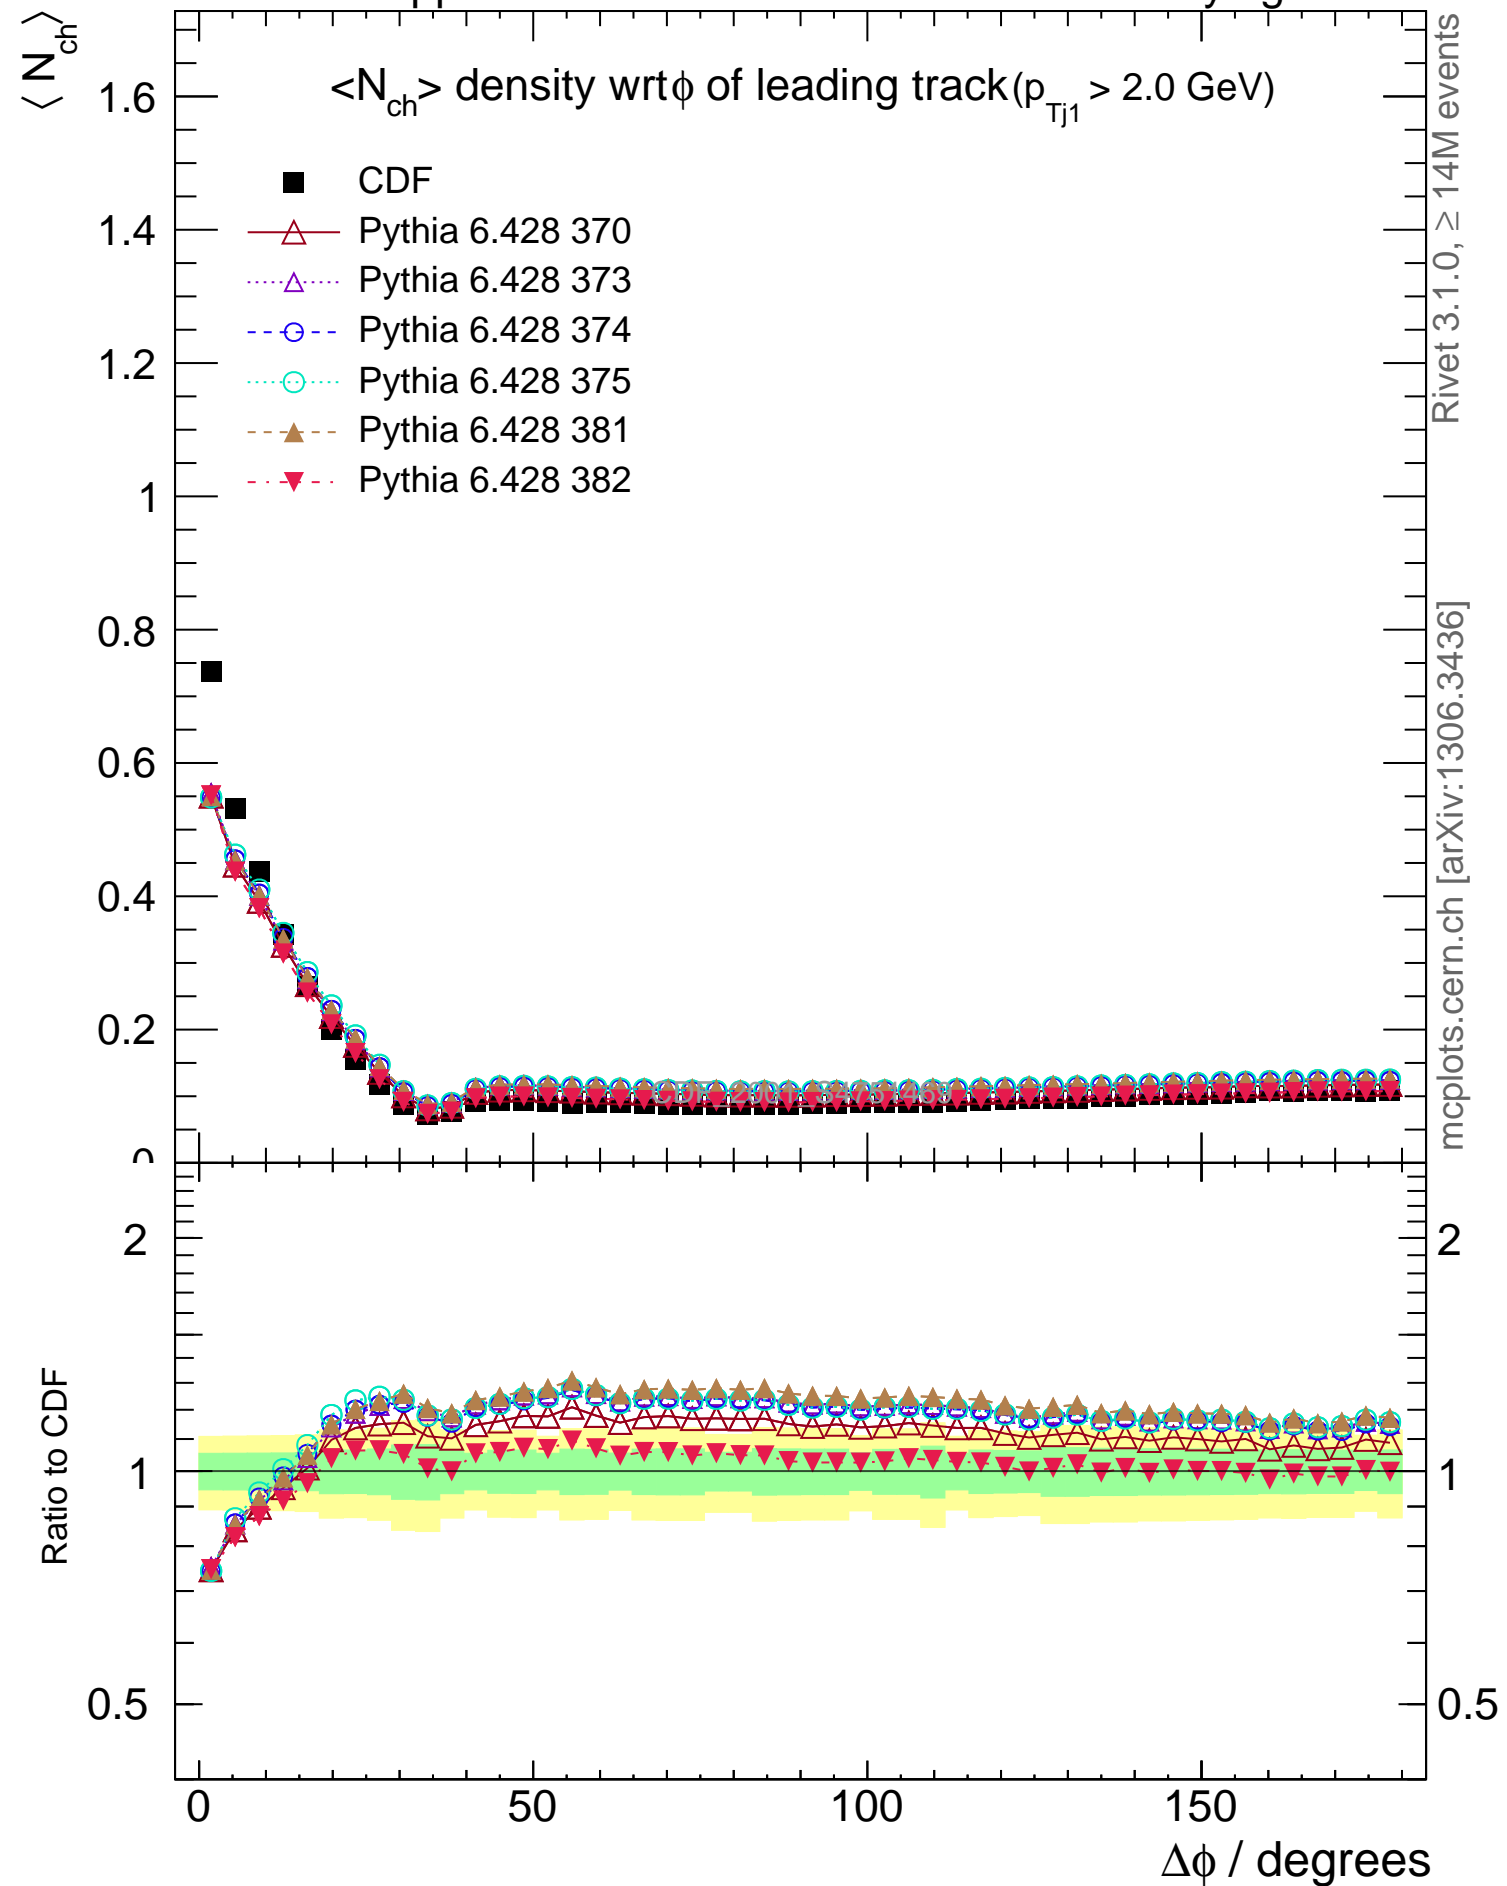 ⟨ N_ch ⟩
<N_ch> density wrt ϕ of leading track (p_Tj1 > 2.0 GeV)
CDF
Pythia 6.428 370
Pythia 6.428 373
Pythia 6.428 374
Pythia 6.428 375
Pythia 6.428 381
Pythia 6.428 382
1.6
1.4
1.2
1
0.8
0.6
0.4
0.2
0
Rivet 3.1.0, ≥ 14M events
mcplots.cern.ch [arXiv:1306.3436]
Ratio to CDF
2
1
0.5
2
1
0.5
0
50
100
150
Δϕ / degrees